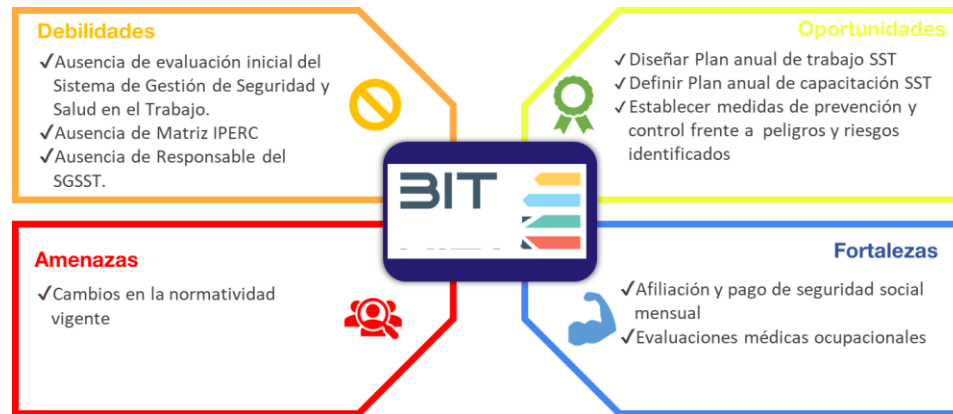 Debilidades
✓Ausencia de evaluación inicial del
Sistema de Gestión de Seguridad y
Salud en el Trabajo.
✓Ausencia de Matriz IPERC
✓Ausencia de Responsable del
SGSST.
Oportunidades
✓Diseñar Plan anual de trabajo SST
✓Definir Plan anual de capacitación SST
✓Establecer medidas de prevención y
control frente a peligros y riesgos
identificados
BIT
Amenazas
✓Cambios en la normatividad
vigente
Fortalezas
✓Afiliación y pago de seguridad social
mensual
✓Evaluaciones médicas ocupacionales